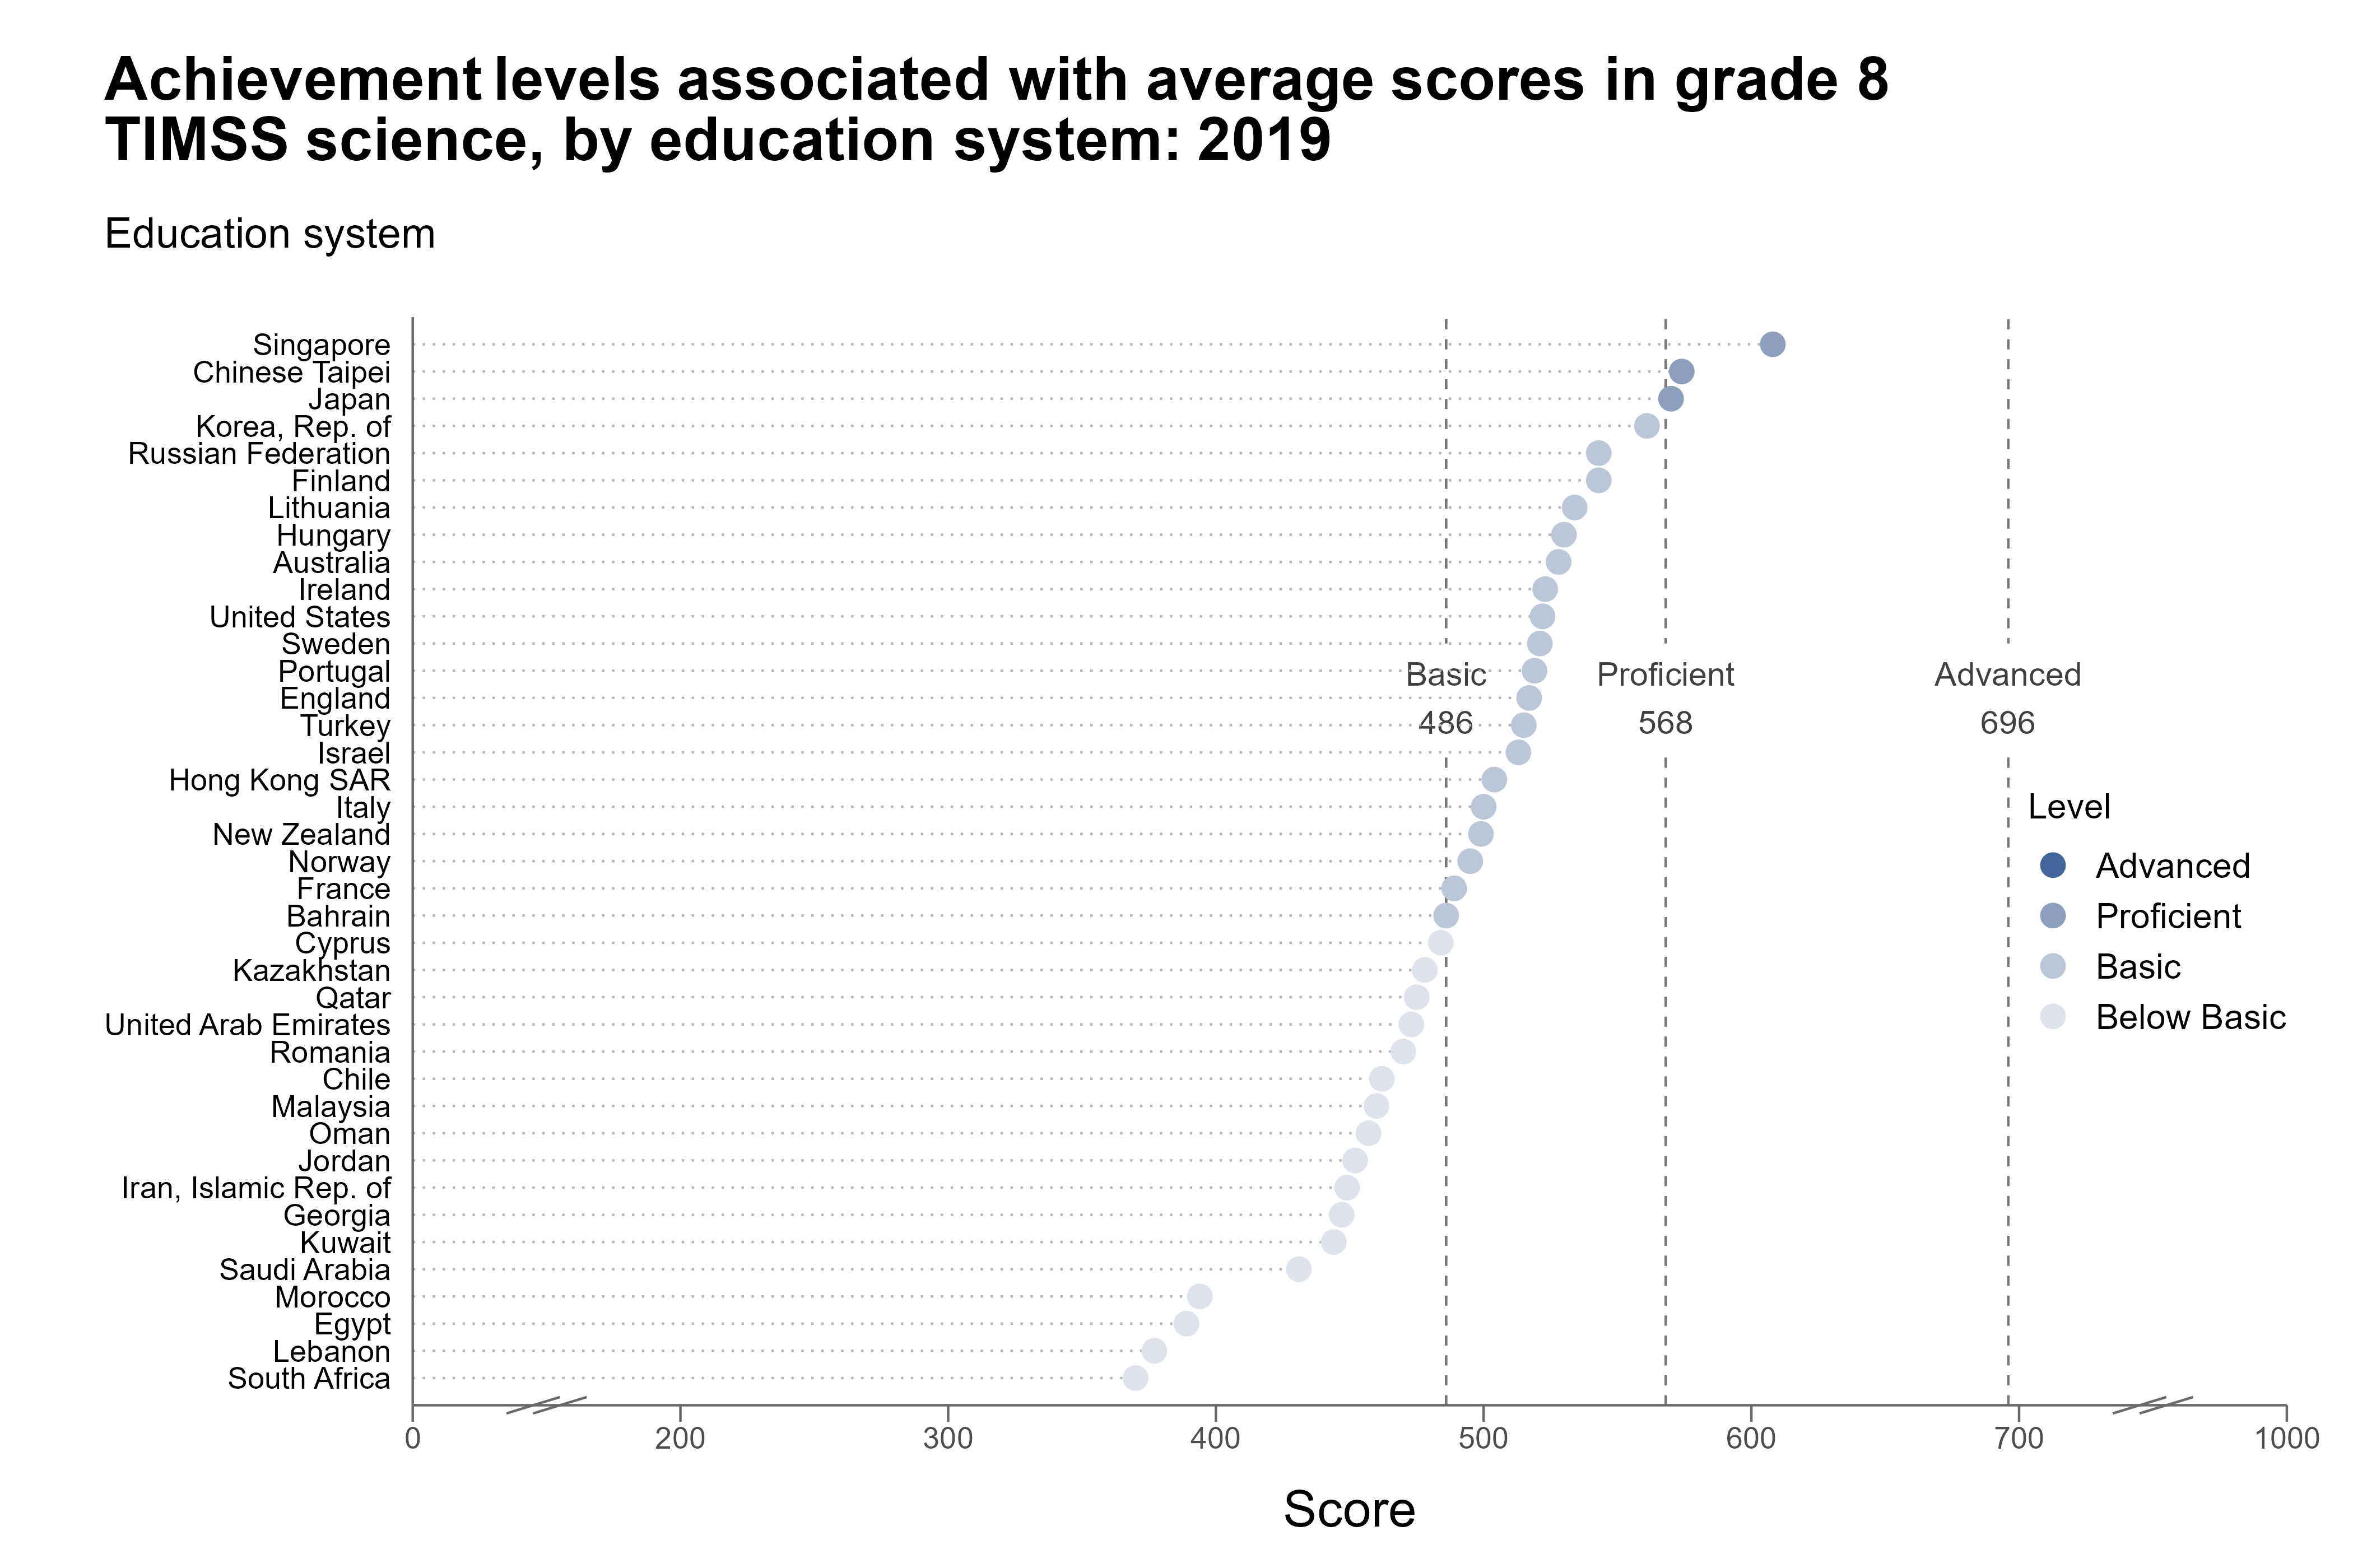 Achievement levels associated with average scores in grade 8
TIMSS science, by education system: 2019
Education system
Singapore
Chinese Taipei
Japan
Korea, Rep. of
Russian Federation
Finland
Lithuania
Hungary
Australia
Ireland
United States
Sweden
Portugal
England
Turkey
Israel
Hong Kong SAR
Italy
New Zealand
Norway
France
Bahrain
Cyprus
Kazakhstan
Qatar
United Arab Emirates
Romania
Chile
Malaysia
Oman
Jordan
Iran, Islamic Rep. of
Georgia
Kuwait
Saudi Arabia
Morocco
Egypt
Lebanon
South Africa
Basic Proficient Advanced
486 568 696
Level
Advanced
Proficient
Basic
Below Basic
0 200 300 400 500 600 700 1000
Score